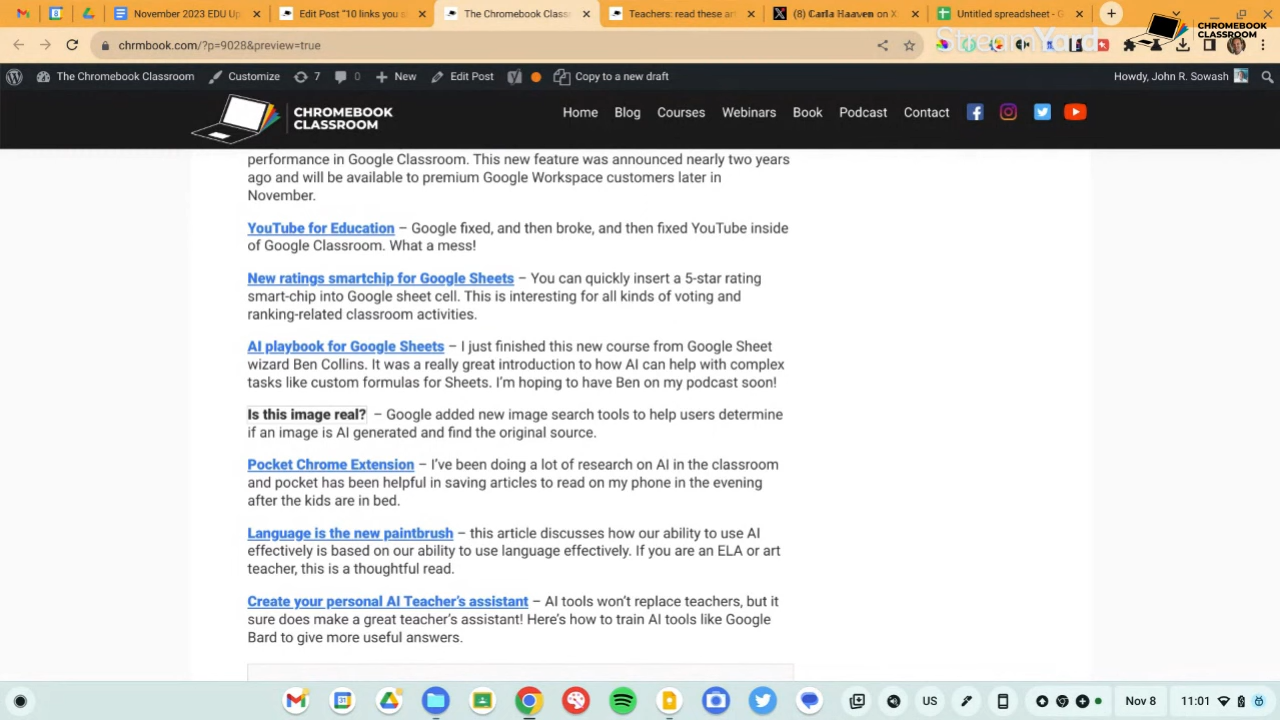 November 2023 EDU Up
Edit Post "10 links you s
The Chromebook Class
Teachers: read these art
(8) Carla Haaven on X
Untitled spreadsheet - G
chrmbook.com/?p=9028&preview=true
StreamYard
CHROMEBOOK
CLASSROOM
The Chromebook Classroom
Customize
7
0
New
Edit Post
Copy to a new draft
Howdy, John R. Sowash
CHROMEBOOK
CLASSROOM
Home
Blog
Courses
Webinars
Book
Podcast
Contact
performance in Google Classroom. This new feature was announced nearly two years
ago and will be available to premium Google Workspace customers later in
November.
YouTube for Education – Google fixed, and then broke, and then fixed YouTube inside
of Google Classroom. What a mess!
New ratings smartchip for Google Sheets – You can quickly insert a 5-star rating
smart-chip into Google sheet cell. This is interesting for all kinds of voting and
ranking-related classroom activities.
AI playbook for Google Sheets – I just finished this new course from Google Sheet
wizard Ben Collins. It was a really great introduction to how AI can help with complex
tasks like custom formulas for Sheets. I'm hoping to have Ben on my podcast soon!
Is this image real? – Google added new image search tools to help users determine
if an image is AI generated and find the original source.
Pocket Chrome Extension – I've been doing a lot of research on AI in the classroom
and pocket has been helpful in saving articles to read on my phone in the evening
after the kids are in bed.
Language is the new paintbrush – this article discusses how our ability to use AI
effectively is based on our ability to use language effectively. If you are an ELA or art
teacher, this is a thoughtful read.
Create your personal AI Teacher's assistant – AI tools won't replace teachers, but it
sure does make a great teacher's assistant! Here's how to train AI tools like Google
Bard to give more useful answers.
US
Nov 8
11:01